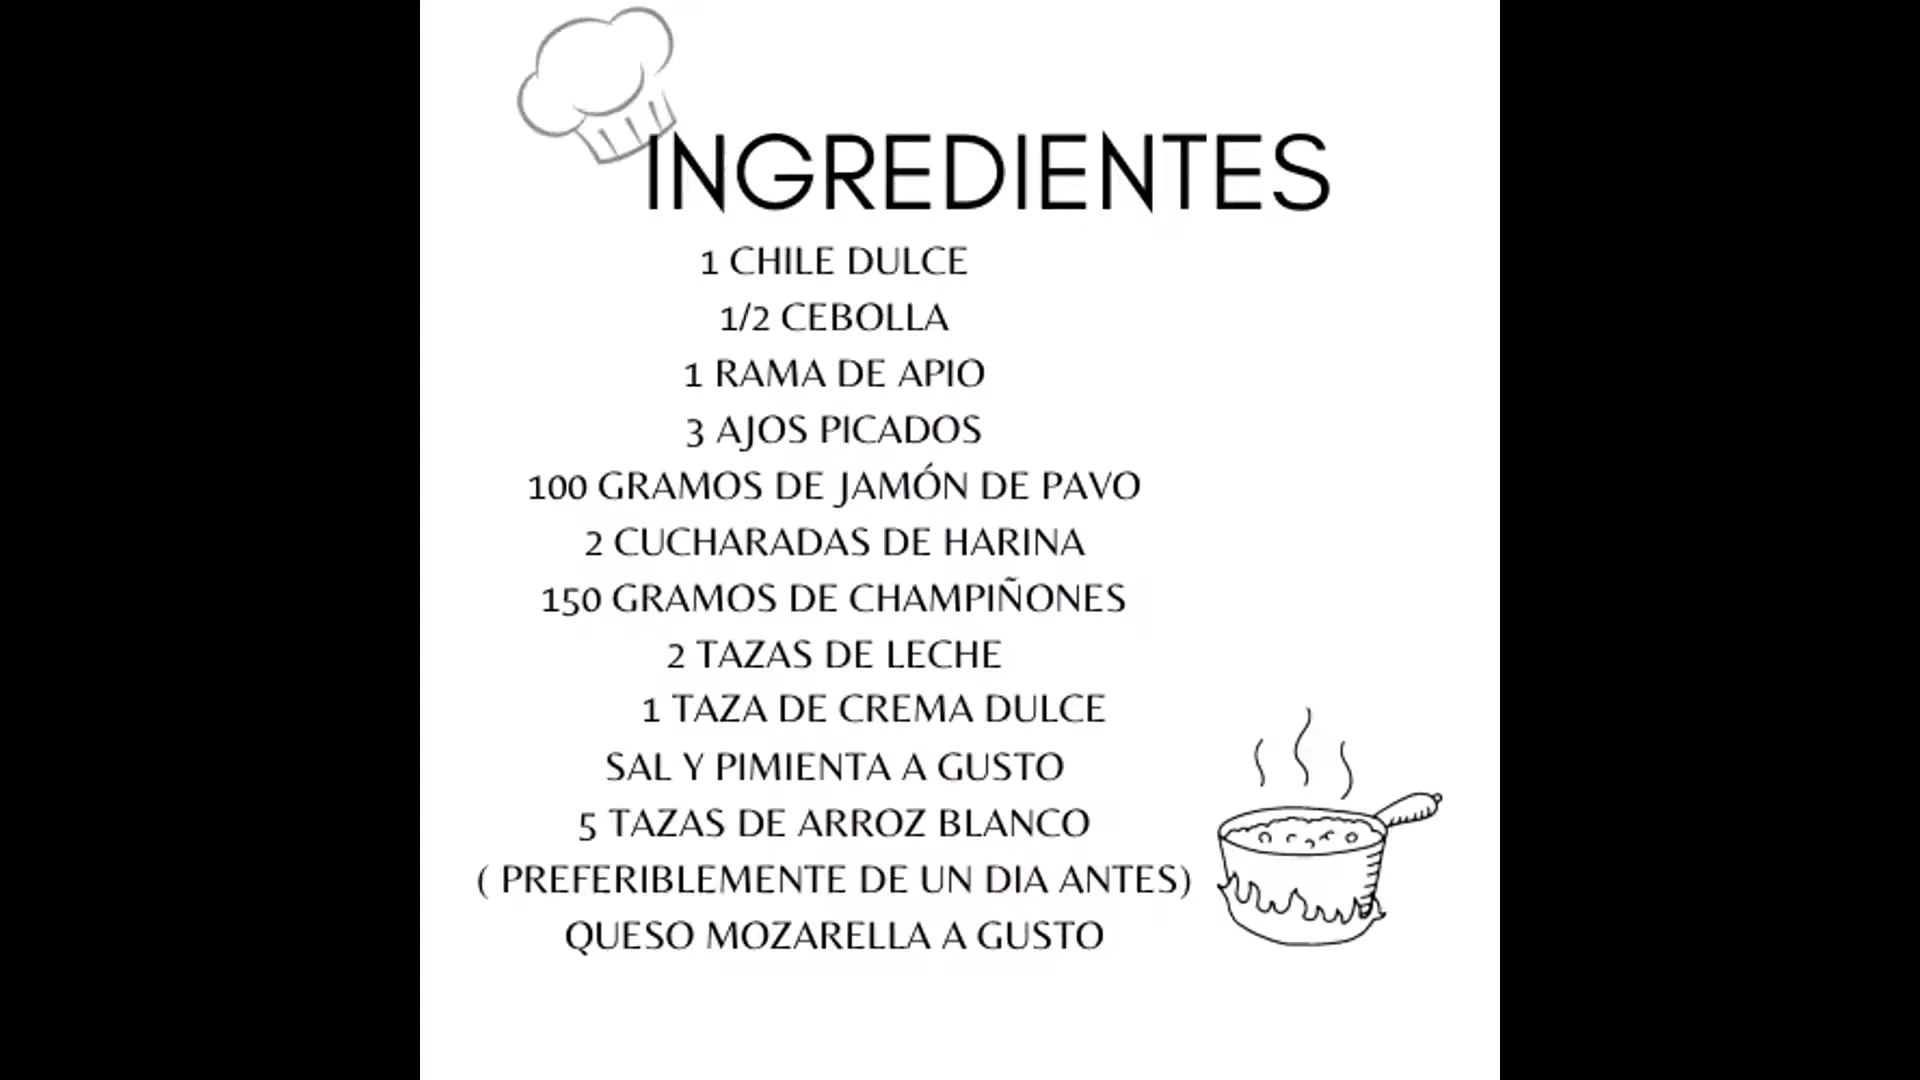 INGREDIENTES
1 CHILE DULCE
1/2 CEBOLLA
1 RAMA DE APIO
3 AJOS PICADOS
100 GRAMOS DE JAMÓN DE PAVO
2 CUCHARADAS DE HARINA
150 GRAMOS DE CHAMPIÑONES
2 TAZAS DE LECHE
1 TAZA DE CREMA DULCE
SAL Y PIMIENTA A GUSTO
5 TAZAS DE ARROZ BLANCO
( PREFERIBLEMENTE DE UN DIA ANTES)
QUESO MOZARELLA A GUSTO